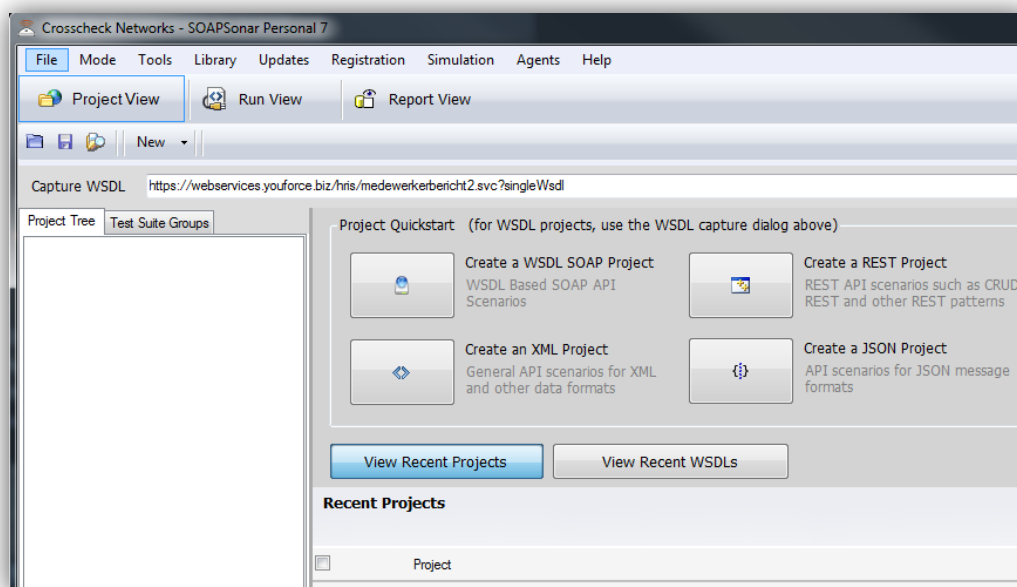 Crosscheck Networks - SOAPSonar Personal 7
File Mode Tools Library Updates Registration Simulation Agents Help
Project View Run View Report View
New
Capture WSDL https://webservices.youforce.biz/hris/medewerkerbericht2.svc?singleWsdl
Project Tree Test Suite Groups
Project Quickstart (for WSDL projects, use the WSDL capture dialog above)
Create a WSDL SOAP Project
WSDL Based SOAP API
Scenarios
Create a REST Project
REST API scenarios such as CRUD
REST and other REST patterns
Create an XML Project
General API scenarios for XML
and other data formats
Create a JSON Project
API scenarios for JSON message
formats
View Recent Projects View Recent WSDLs
Recent Projects
Project